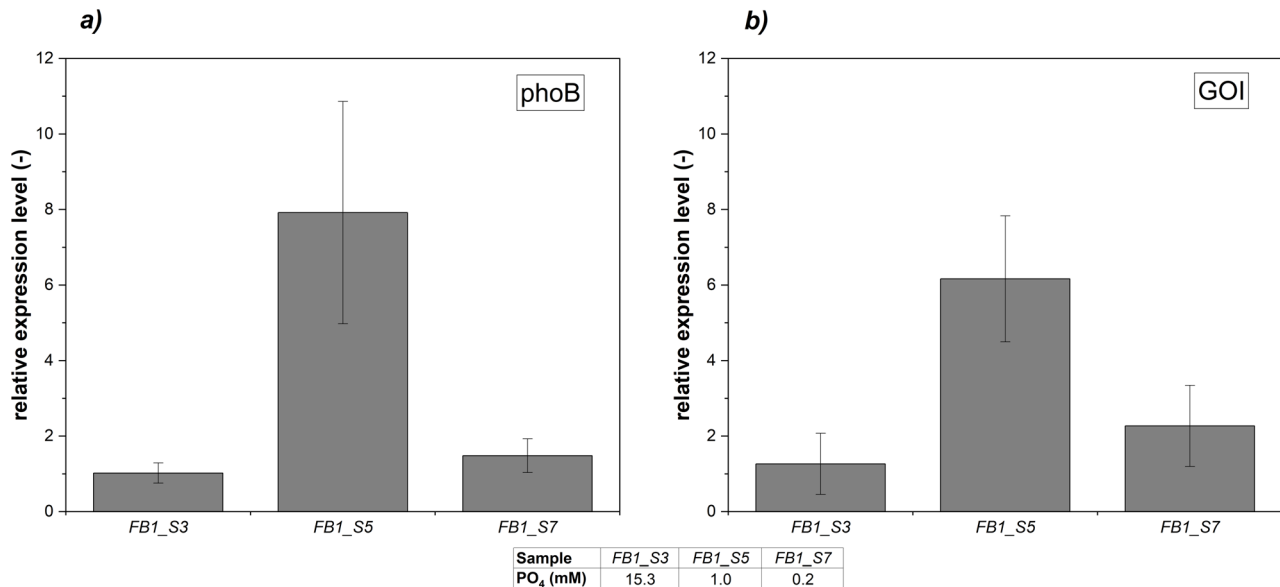 a)
phoB
relative expression level (-)
12
10
8
6
4
2
0
FB1_S3 FB1_S5 FB1_S7
b)
GOI
relative expression level (-)
12
10
8
6
4
2
0
FB1_S3 FB1_S5 FB1_S7
Sample FB1_S3 FB1_S5 FB1_S7
PO₄ (mM) 15.3 1.0 0.2